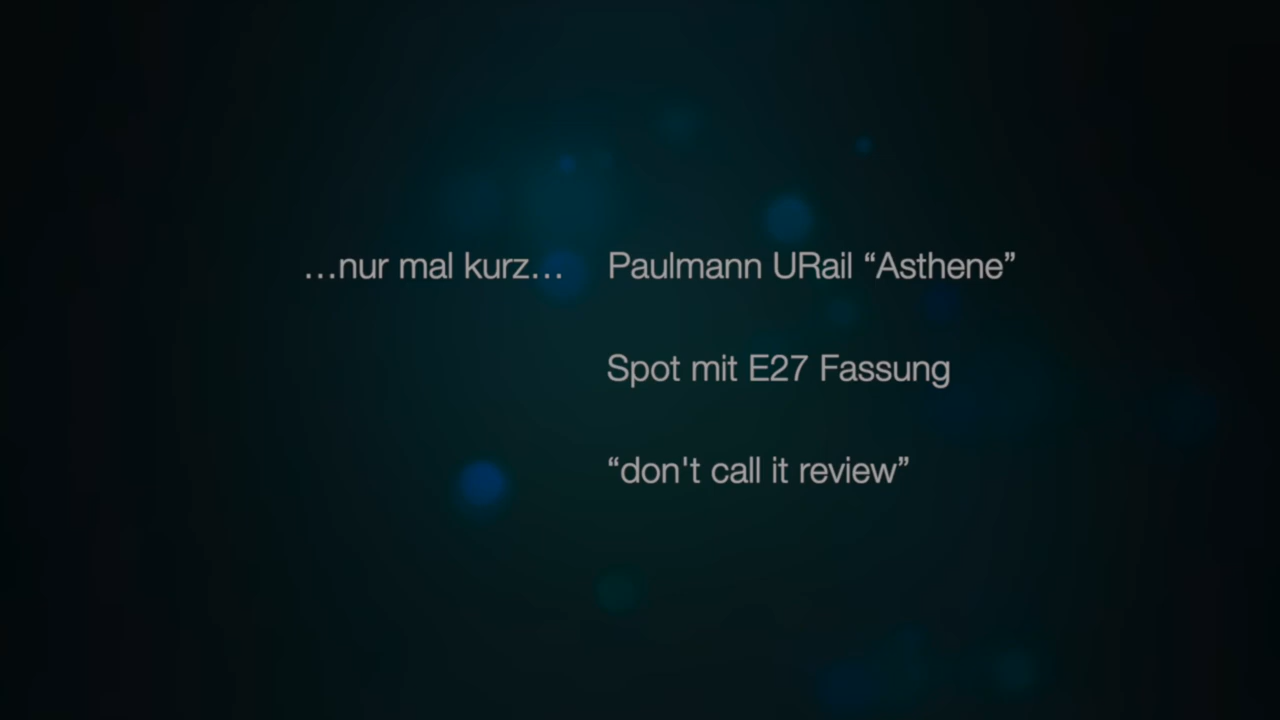 …nur mal kurz… Paulmann URail “Asthene”
Spot mit E27 Fassung
“don't call it review”